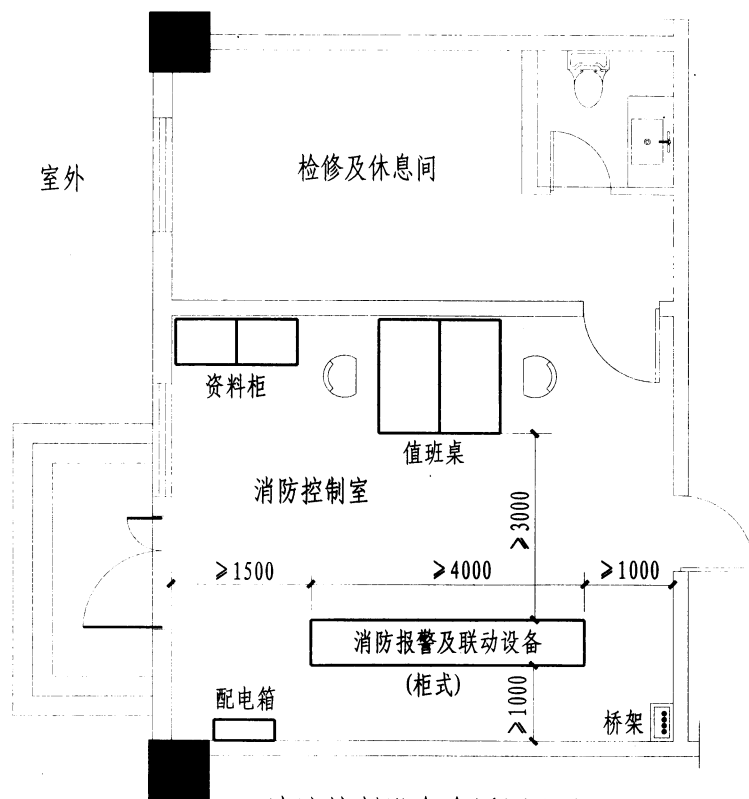 室外
检修及休息间
资料柜
值班桌
消防控制室
≥3000
≥1500
≥4000
≥1000
消防报警及联动设备
(柜式)
≥1000
配电箱
桥架